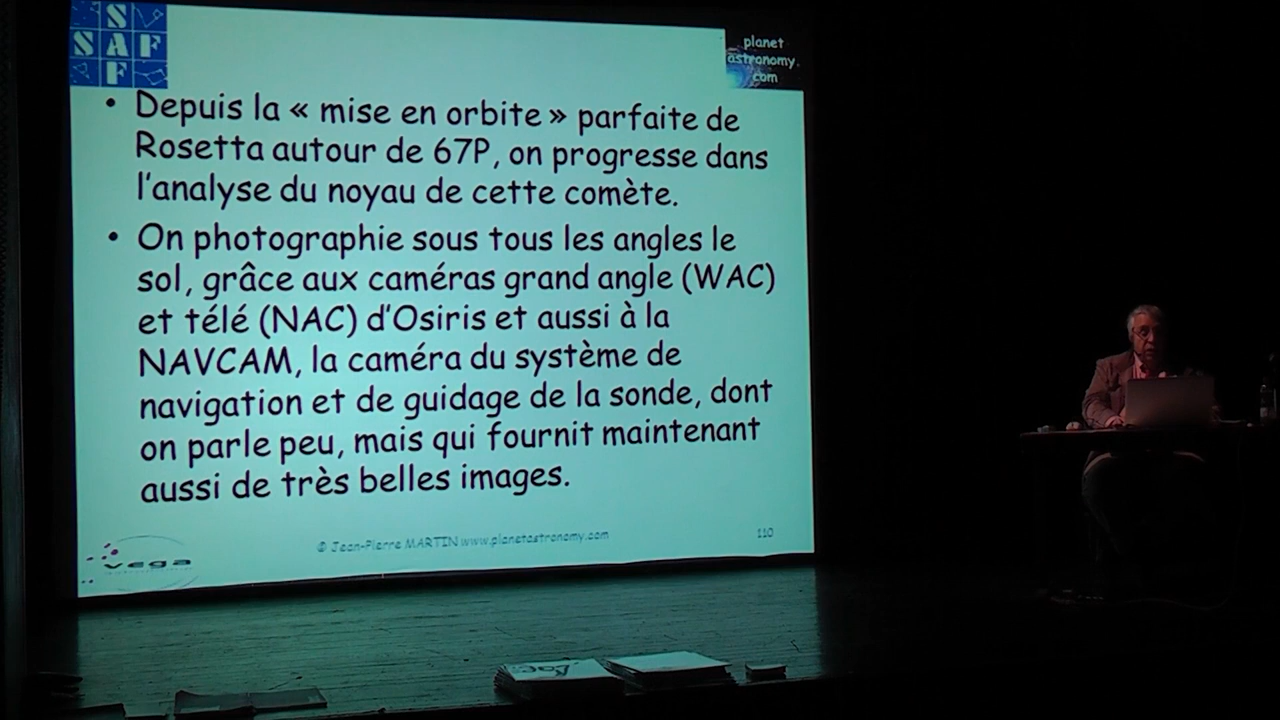 S
S A F
F
planet
astronomy.
com
• Depuis la « mise en orbite » parfaite de
Rosetta autour de 67P, on progresse dans
l'analyse du noyau de cette comète.
• On photographie sous tous les angles le
sol, grâce aux caméras grand angle (WAC)
et télé (NAC) d'Osiris et aussi à la
NAVCAM, la caméra du système de
navigation et de guidage de la sonde, dont
on parle peu, mais qui fournit maintenant
aussi de très belles images.
© Jean-Pierre MARTIN www.planetastronomy.com
110
vega